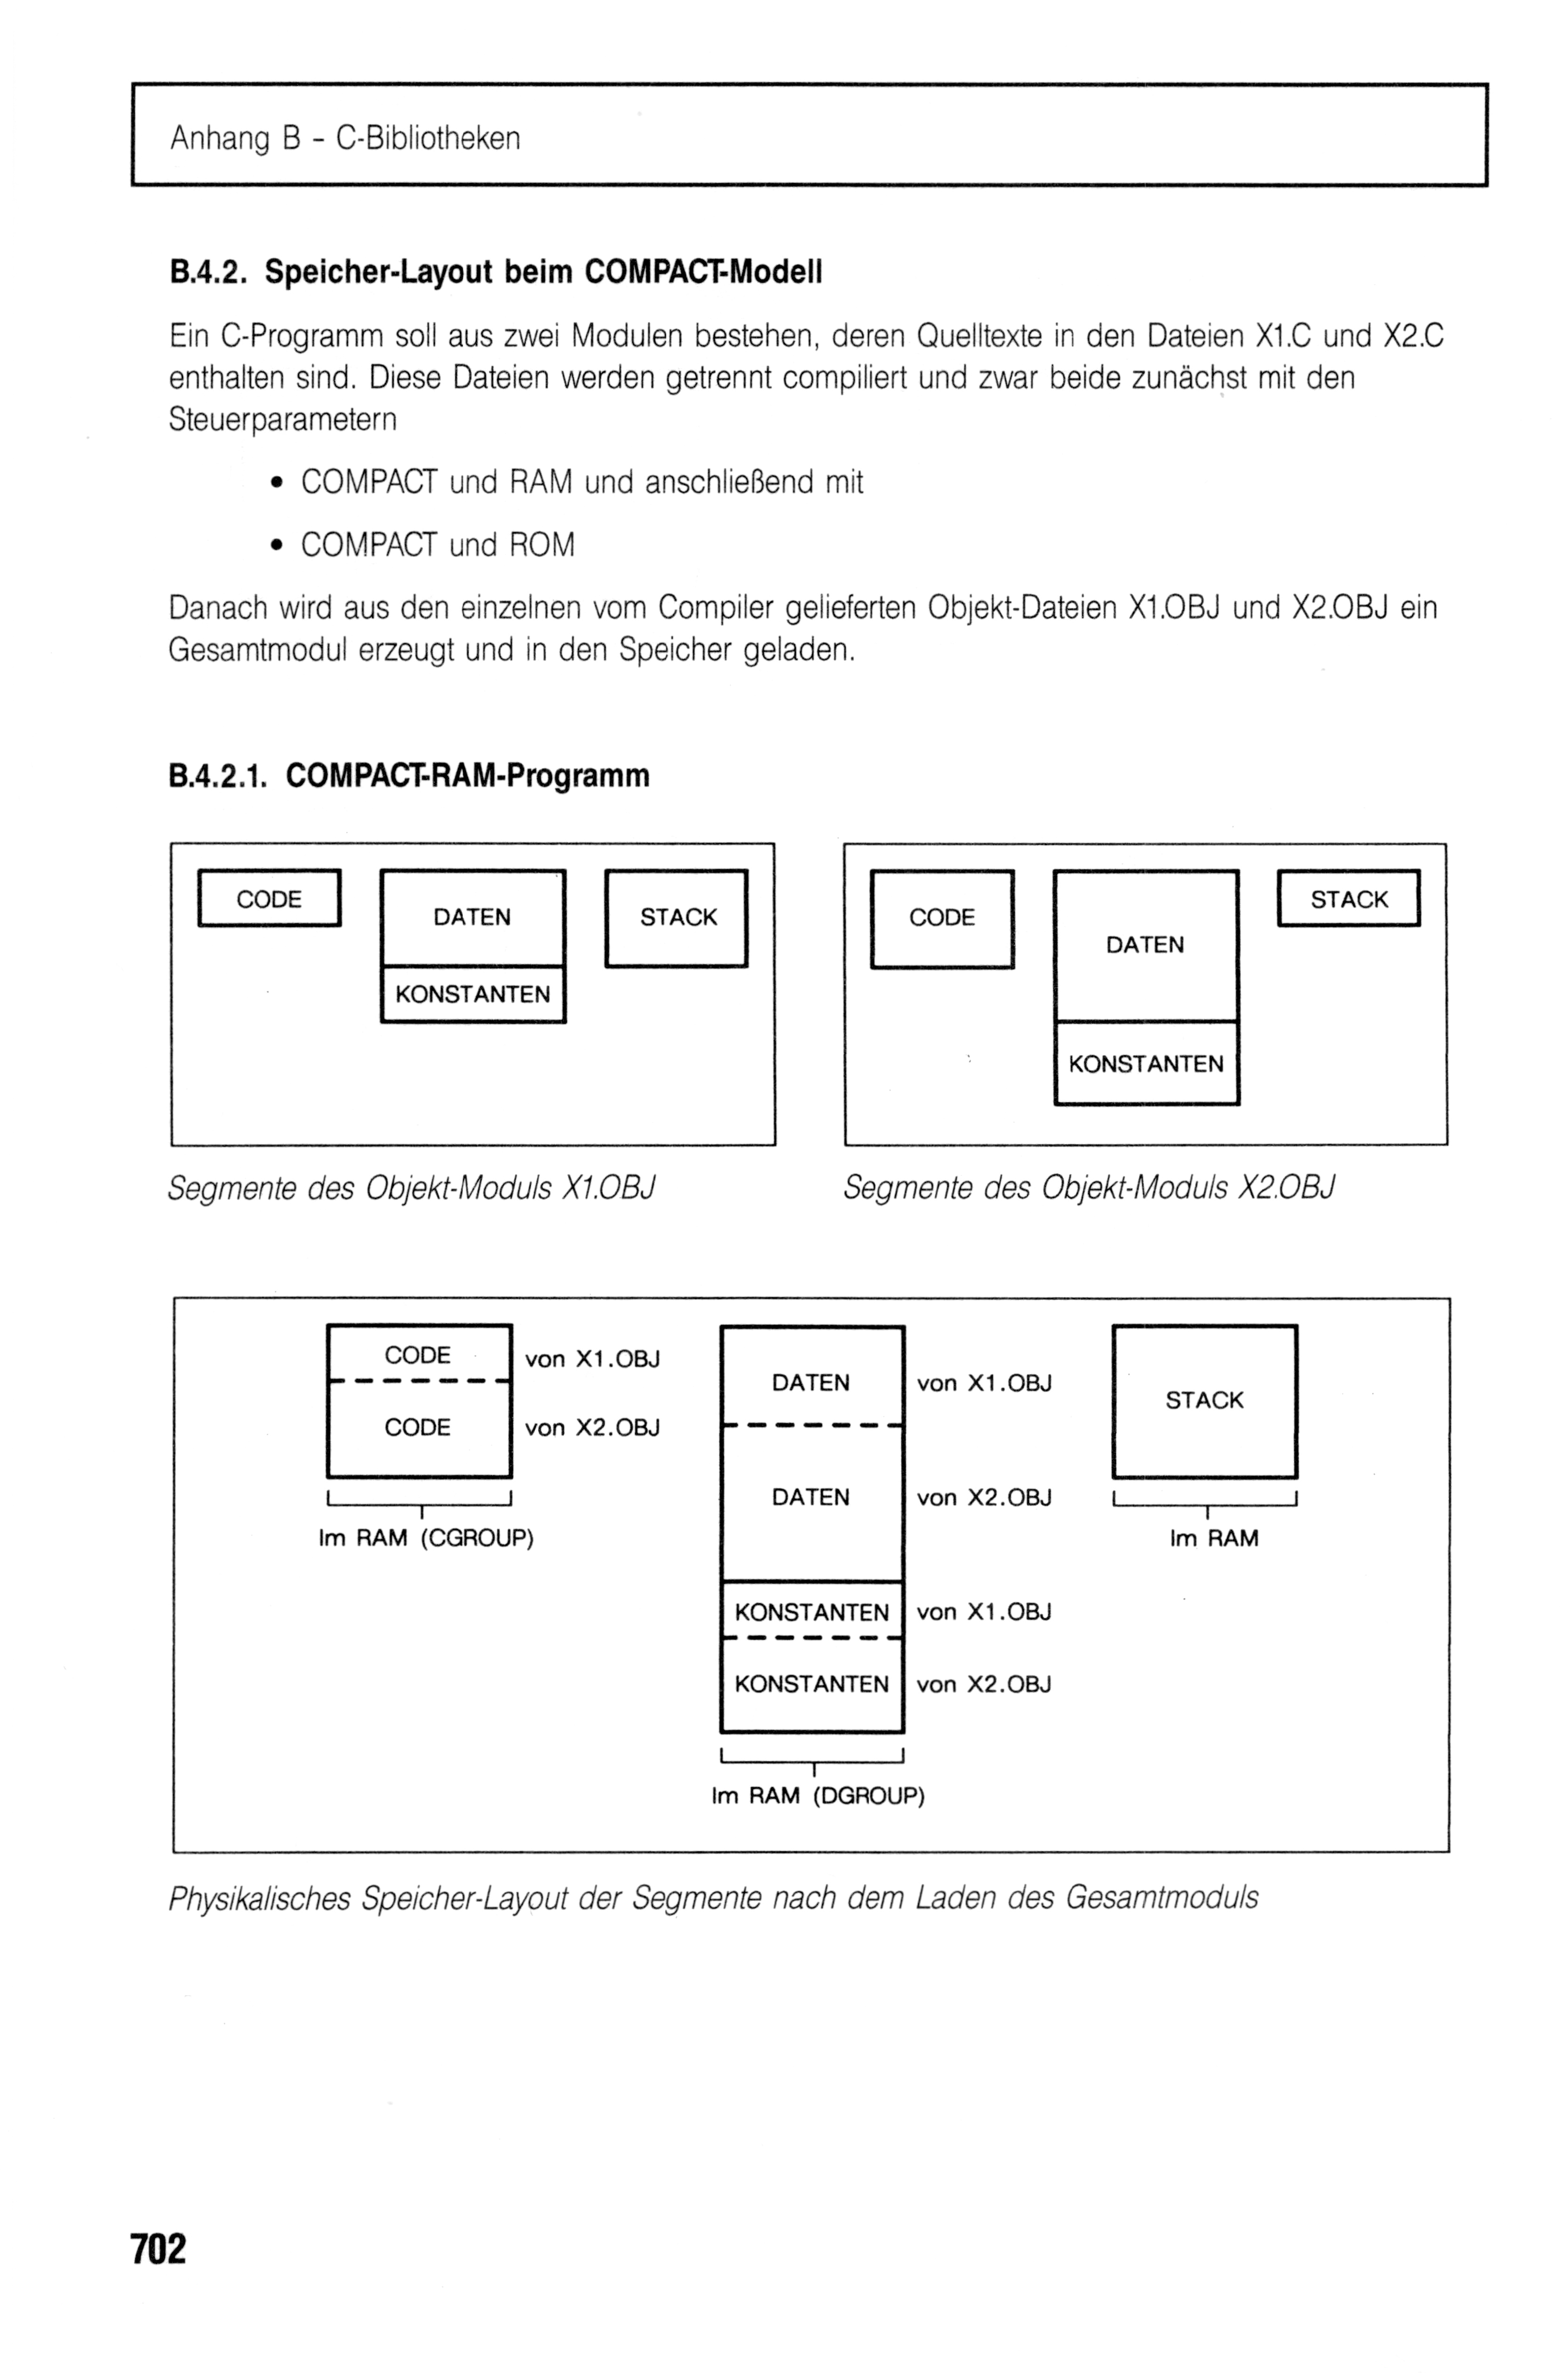 Anhang B - C-Bibliotheken
B.4.2. Speicher-Layout beim COMPACT-Modell
Ein C-Programm soll aus zwei Modulen bestehen, deren Quelltexte in den Dateien X1.C und X2.C
enthalten sind. Diese Dateien werden getrennt compiliert und zwar beide zunächst mit den
Steuerparametern
• COMPACT und RAM und anschließend mit
• COMPACT und ROM
Danach wird aus den einzelnen vom Compiler gelieferten Objekt-Dateien X1.OBJ und X2.OBJ ein
Gesamtmodul erzeugt und in den Speicher geladen.
B.4.2.1. COMPACT-RAM-Programm
CODE
DATEN
KONSTANTEN
STACK
Segmente des Objekt-Moduls X1.OBJ
CODE
DATEN
KONSTANTEN
STACK
Segmente des Objekt-Moduls X2.OBJ
CODE von X1.OBJ
CODE von X2.OBJ
Im RAM (CGROUP)
DATEN von X1.OBJ
DATEN von X2.OBJ
KONSTANTEN von X1.OBJ
KONSTANTEN von X2.OBJ
Im RAM (DGROUP)
STACK
Im RAM
Physikalisches Speicher-Layout der Segmente nach dem Laden des Gesamtmoduls
702